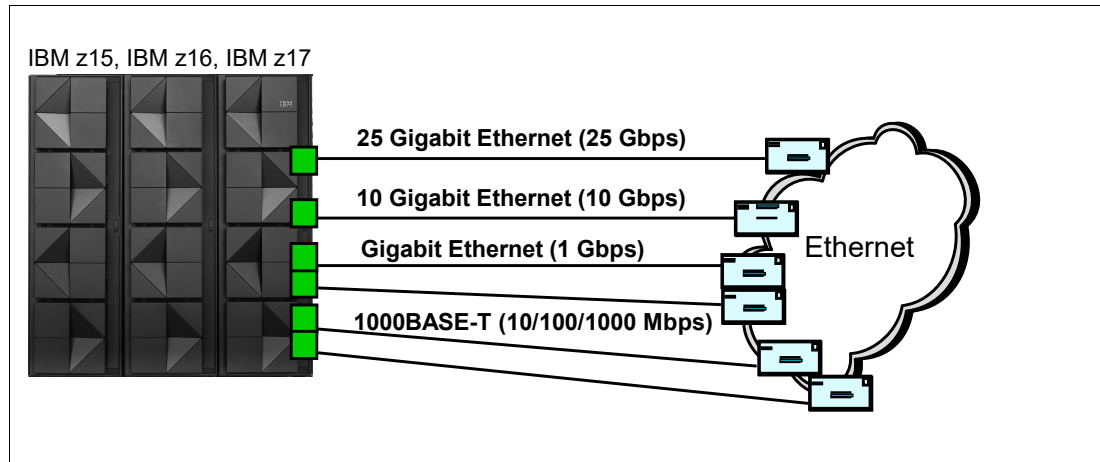 IBM z15, IBM z16, IBM z17
IBM
25 Gigabit Ethernet (25 Gbps)
10 Gigabit Ethernet (10 Gbps)
Gigabit Ethernet (1 Gbps)
Ethernet
1000BASE-T (10/100/1000 Mbps)